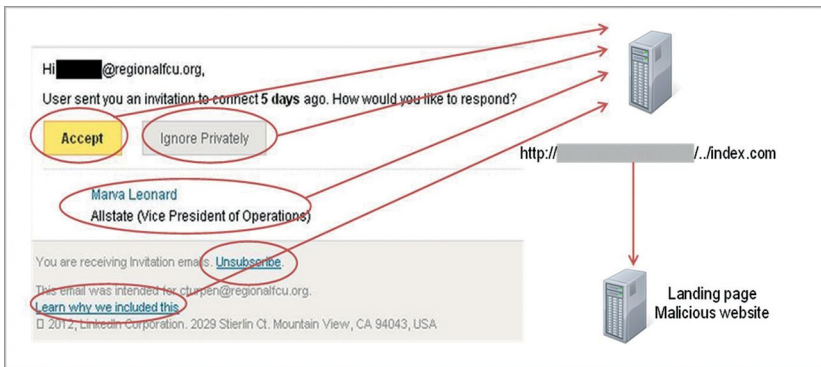 Hi @regionalfcu.org,
User sent you an invitation to connect 5 days ago. How would you like to respond?
Accept
Ignore Privately
Marva Leonard
Allstate (Vice President of Operations)
You are receiving Invitation emails. Unsubscribe.
This email was intended for cturpen@regionalfcu.org.
Learn why we included this
2012, LinkedIn Corporation. 2029 Stierlin Ct. Mountain View, CA 94043, USA
http:// /../index.com
Landing page
Malicious website